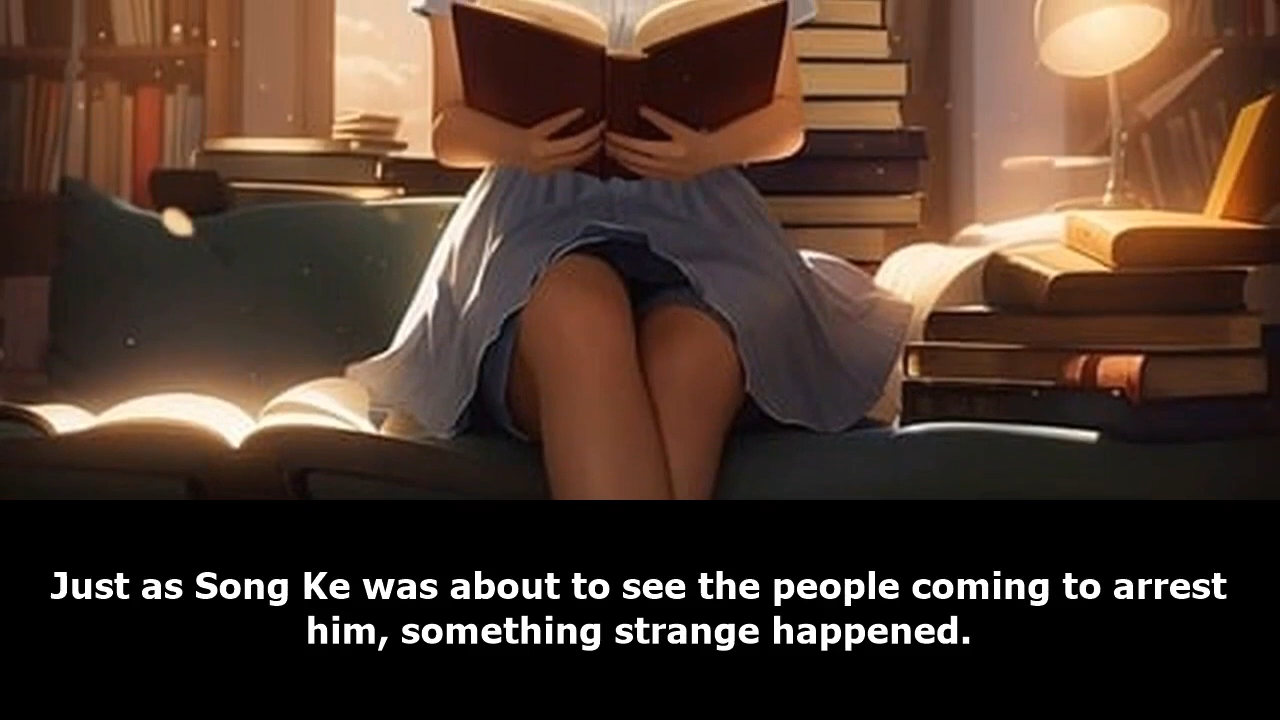 Just as Song Ke was about to see the people coming to arrest
him, something strange happened.